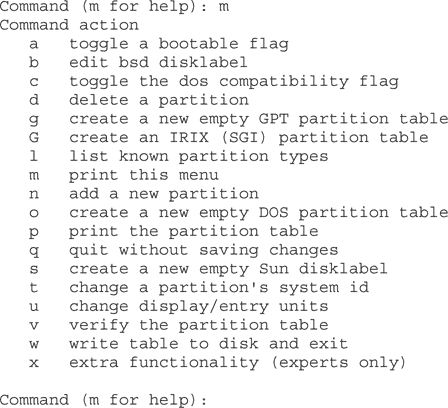 Command (m for help): m
Command action
   a   toggle a bootable flag
   b   edit bsd disklabel
   c   toggle the dos compatibility flag
   d   delete a partition
   g   create a new empty GPT partition table
   G   create an IRIX (SGI) partition table
   l   list known partition types
   m   print this menu
   n   add a new partition
   o   create a new empty DOS partition table
   p   print the partition table
   q   quit without saving changes
   s   create a new empty Sun disklabel
   t   change a partition's system id
   u   change display/entry units
   v   verify the partition table
   w   write table to disk and exit
   x   extra functionality (experts only)

Command (m for help):